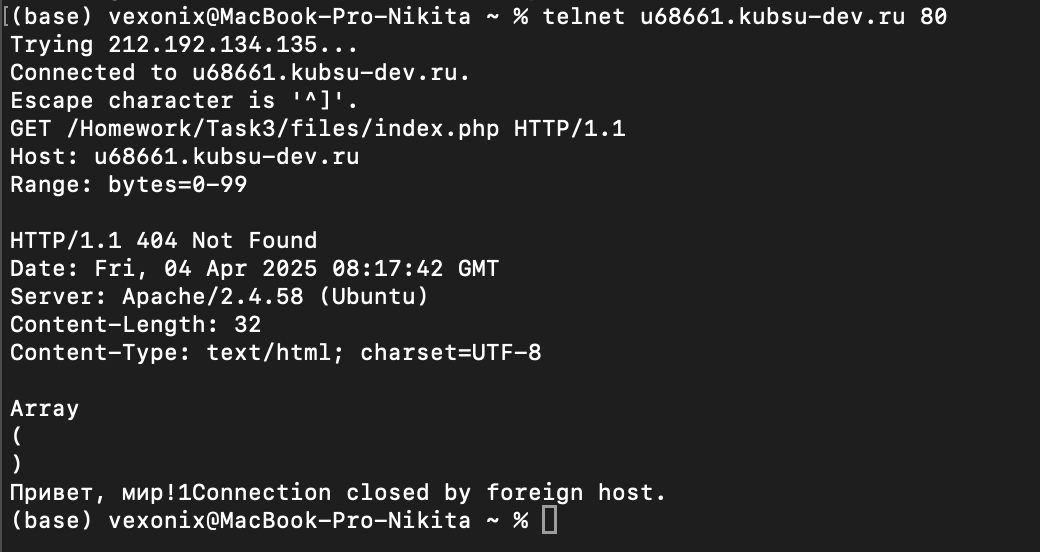 [(base) vexonix@MacBook-Pro-Nikita ~ % telnet u68661.kubsu-dev.ru 80
Trying 212.192.134.135...
Connected to u68661.kubsu-dev.ru.
Escape character is '^]'.
GET /Homework/Task3/files/index.php HTTP/1.1
Host: u68661.kubsu-dev.ru
Range: bytes=0-99

HTTP/1.1 404 Not Found
Date: Fri, 04 Apr 2025 08:17:42 GMT
Server: Apache/2.4.58 (Ubuntu)
Content-Length: 32
Content-Type: text/html; charset=UTF-8

Array
(
)
Привет, мир!1Connection closed by foreign host.
(base) vexonix@MacBook-Pro-Nikita ~ %